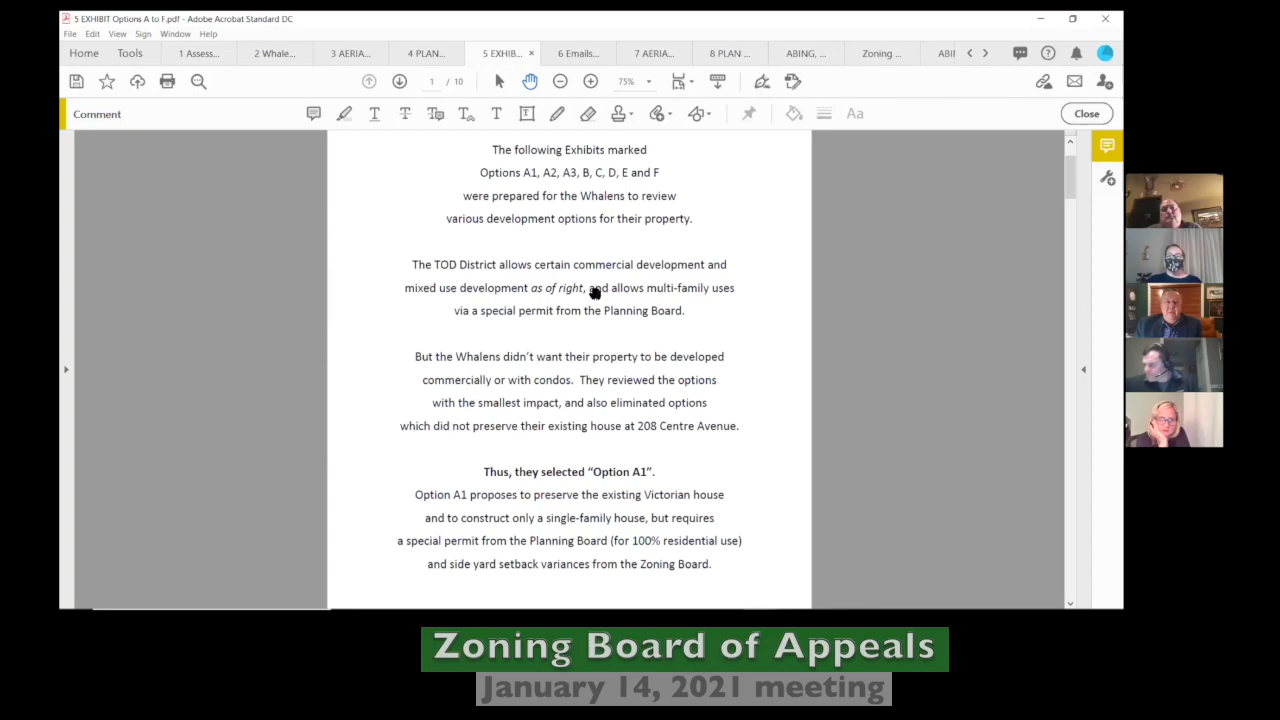 5 EXHIBIT Options A to F.pdf - Adobe Acrobat Standard DC
File Edit View Sign Window Help
Home Tools 1 Assess... 2 Whale... 3 AERIA... 4 PLAN... 5 EXHIB... × 6 Emails... 7 AERIA... 8 PLAN ... ABING, ... Zoning ... ABII
1 / 10 75%
Comment Aa Close
The following Exhibits marked
Options A1, A2, A3, B, C, D, E and F
were prepared for the Whalens to review
various development options for their property.
The TOD District allows certain commercial development and
mixed use development as of right, and allows multi-family uses
via a special permit from the Planning Board.
But the Whalens didn’t want their property to be developed
commercially or with condos. They reviewed the options
with the smallest impact, and also eliminated options
which did not preserve their existing house at 208 Centre Avenue.
Thus, they selected “Option A1”.
Option A1 proposes to preserve the existing Victorian house
and to construct only a single-family house, but requires
a special permit from the Planning Board (for 100% residential use)
and side yard setback variances from the Zoning Board.
Zoning Board of Appeals
January 14, 2021 meeting